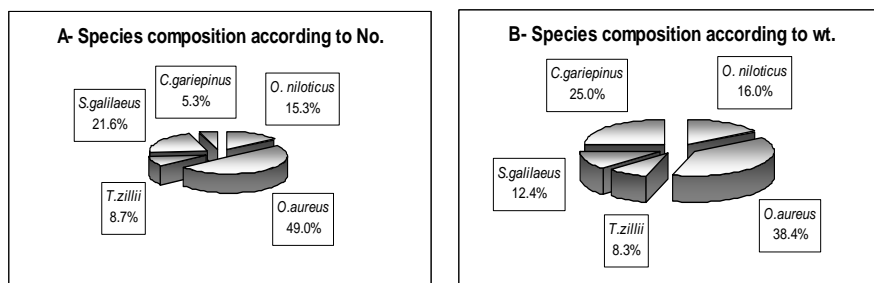 A- Species composition according to No.
C.gariepinus
5.3%
O. niloticus
15.3%
S.galilaeus
21.6%
T.zillii
8.7%
O.aureus
49.0%
B- Species composition according to wt.
C.gariepinus
25.0%
O. niloticus
16.0%
S.galilaeus
12.4%
T.zillii
8.3%
O.aureus
38.4%